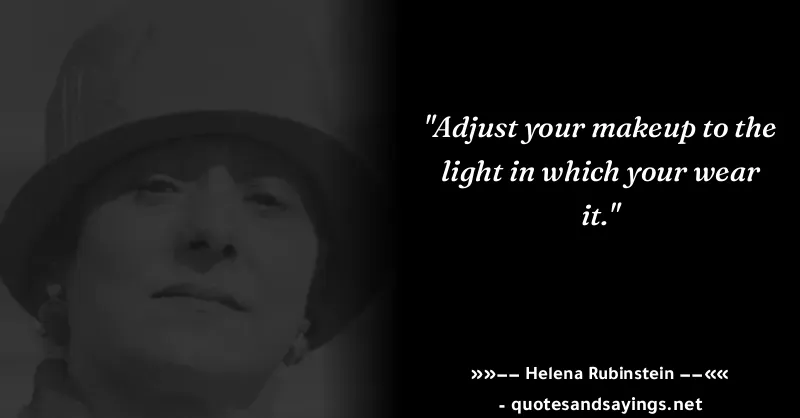 "Adjust your makeup to the
light in which your wear
it."
»»−− Helena Rubinstein −−««
- quotesandsayings.net